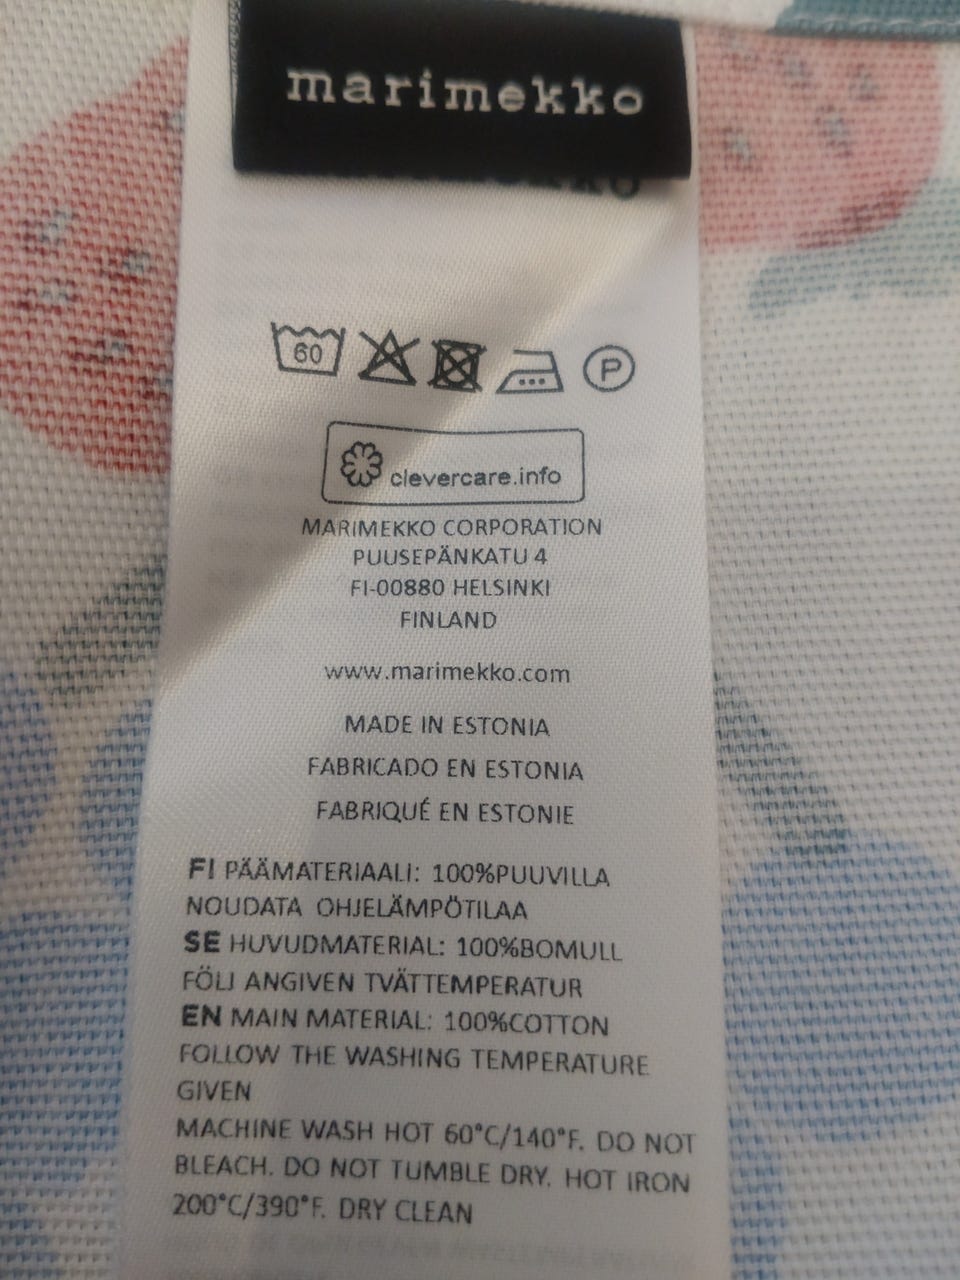 marimekko
60
P
clevercare.info
MARIMEKKO CORPORATION
PUUSEPÄNKATU 4
FI-00880 HELSINKI
FINLAND
www.marimekko.com
MADE IN ESTONIA
FABRICADO EN ESTONIA
FABRIQUÉ EN ESTONIE
FI PÄÄMATERIAALI: 100%PUUVILLA
NOUDATA OHJELÄMPÖTILAA
SE HUVUDMATERIAL: 100%BOMULL
FÖLJ ANGIVEN TVÄTTEMPERATUR
EN MAIN MATERIAL: 100%COTTON
FOLLOW THE WASHING TEMPERATURE
GIVEN
MACHINE WASH HOT 60°C/140°F. DO NOT
BLEACH. DO NOT TUMBLE DRY. HOT IRON
200°C/390°F. DRY CLEAN